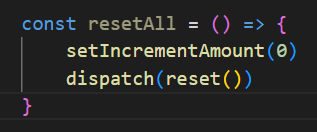 const resetAll = () => {
    setIncrementAmount(0)
    dispatch(reset())
}